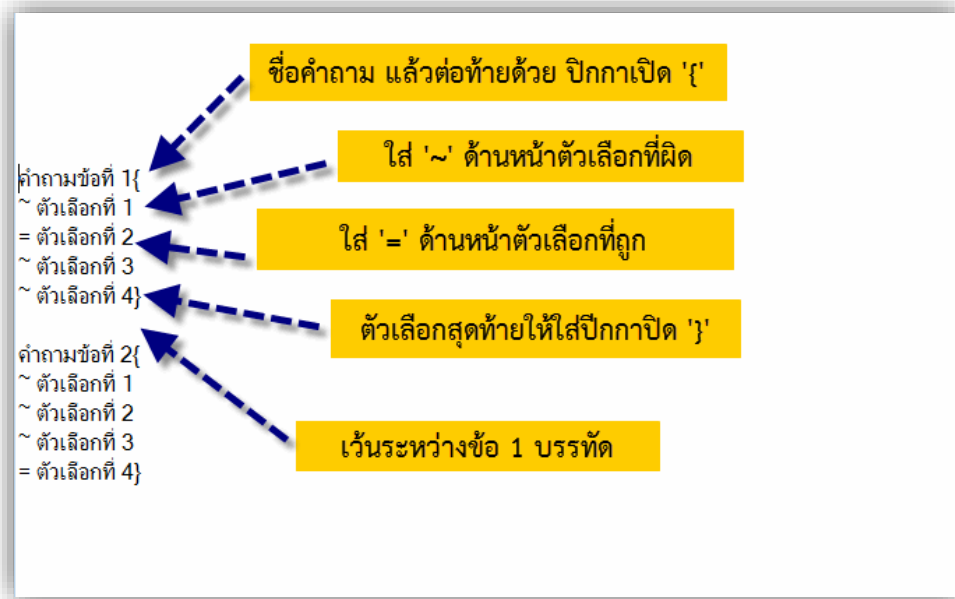 ชื่อคำถาม แล้วต่อท้ายด้วย ปิกกาเปิด '{'
ใส่ '~' ด้านหน้าตัวเลือกที่ผิด
คำถามข้อที่ 1{
~ ตัวเลือกที่ 1
= ตัวเลือกที่ 2
~ ตัวเลือกที่ 3
~ ตัวเลือกที่ 4}
ใส่ '=' ด้านหน้าตัวเลือกที่ถูก
ตัวเลือกสุดท้ายให้ใส่ปีกกาปิด '}'
คำถามข้อที่ 2{
~ ตัวเลือกที่ 1
~ ตัวเลือกที่ 2
~ ตัวเลือกที่ 3
= ตัวเลือกที่ 4}
เว้นระหว่างข้อ 1 บรรทัด